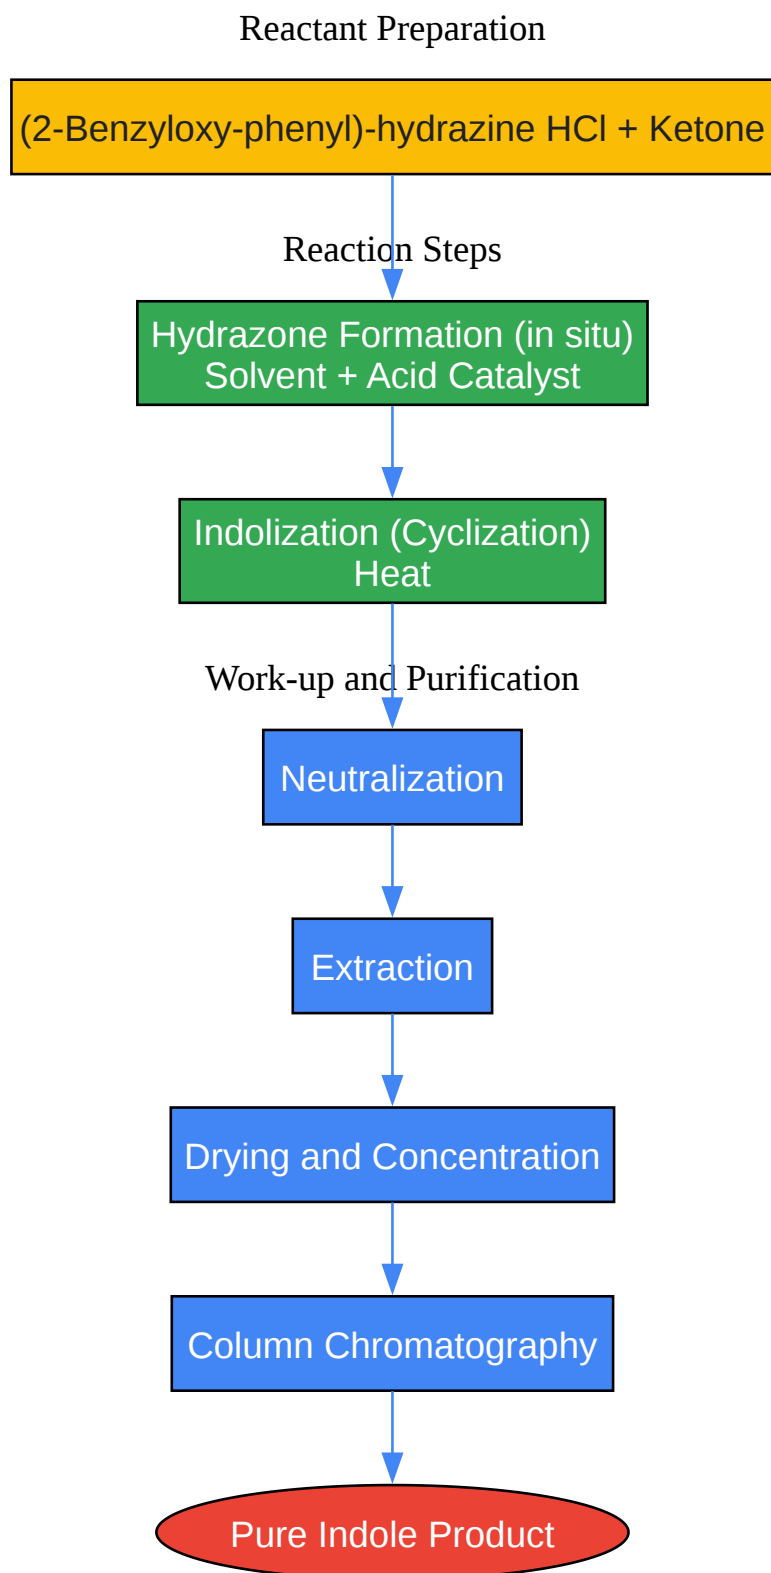 Reactant Preparation
(2-Benzyloxy-phenyl)-hydrazine HCl + Ketone
Reaction Steps
Hydrazone Formation (in situ)
Solvent + Acid Catalyst
Indolization (Cyclization)
Heat
Work-up and Purification
Neutralization
Extraction
Drying and Concentration
Column Chromatography
Pure Indole Product